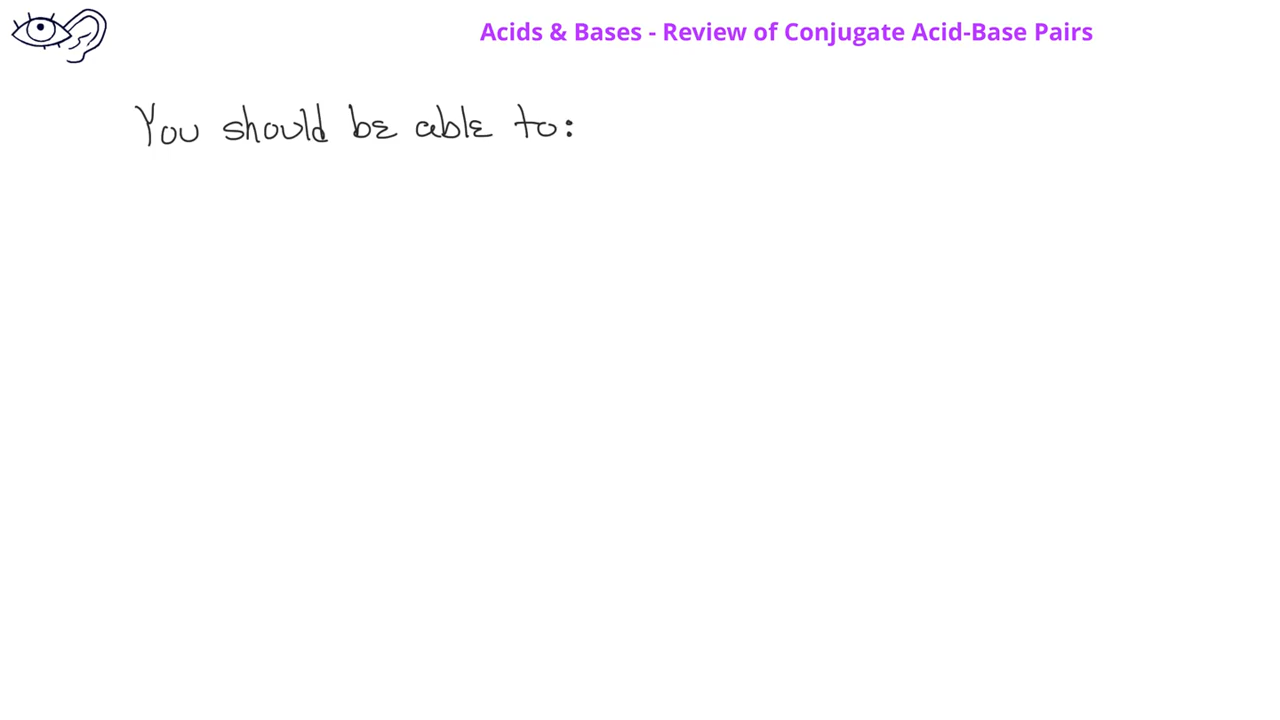 Acids & Bases - Review of Conjugate Acid-Base Pairs
You should be able to: